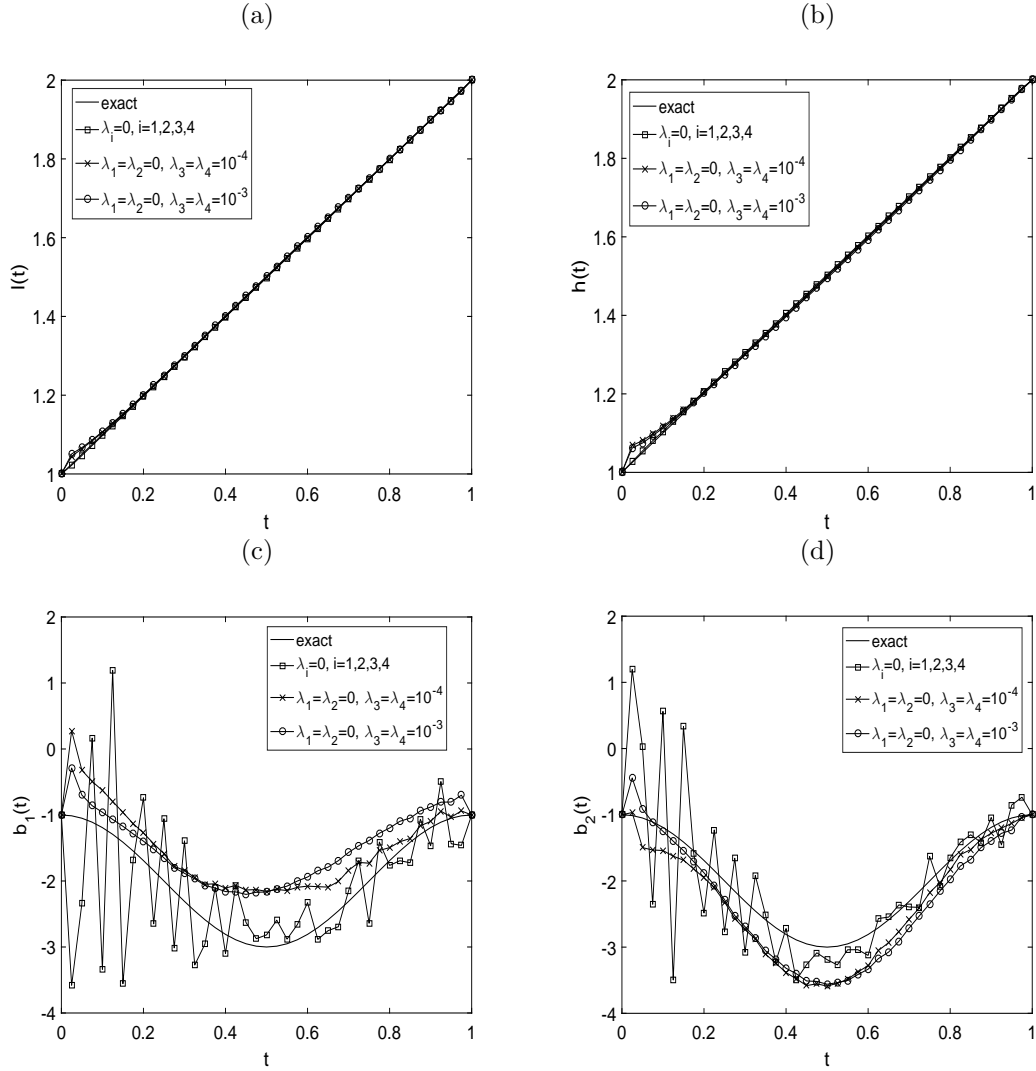 (a)
(b)
2
1.8
1.6
1.4
1.2
1
l(t)
0
0.2
0.4
0.6
0.8
1
t
exact
λi=0, i=1,2,3,4
λ1=λ2=0, λ3=λ4=10-4
λ1=λ2=0, λ3=λ4=10-3
2
1.8
1.6
1.4
1.2
1
h(t)
0
0.2
0.4
0.6
0.8
1
t
exact
λi=0, i=1,2,3,4
λ1=λ2=0, λ3=λ4=10-4
λ1=λ2=0, λ3=λ4=10-3
(c)
(d)
2
1
0
-1
-2
-3
-4
b1(t)
0
0.2
0.4
0.6
0.8
1
t
exact
λi=0, i=1,2,3,4
λ1=λ2=0, λ3=λ4=10-4
λ1=λ2=0, λ3=λ4=10-3
2
1
0
-1
-2
-3
-4
b2(t)
0
0.2
0.4
0.6
0.8
1
t
exact
λi=0, i=1,2,3,4
λ1=λ2=0, λ3=λ4=10-4
λ1=λ2=0, λ3=λ4=10-3